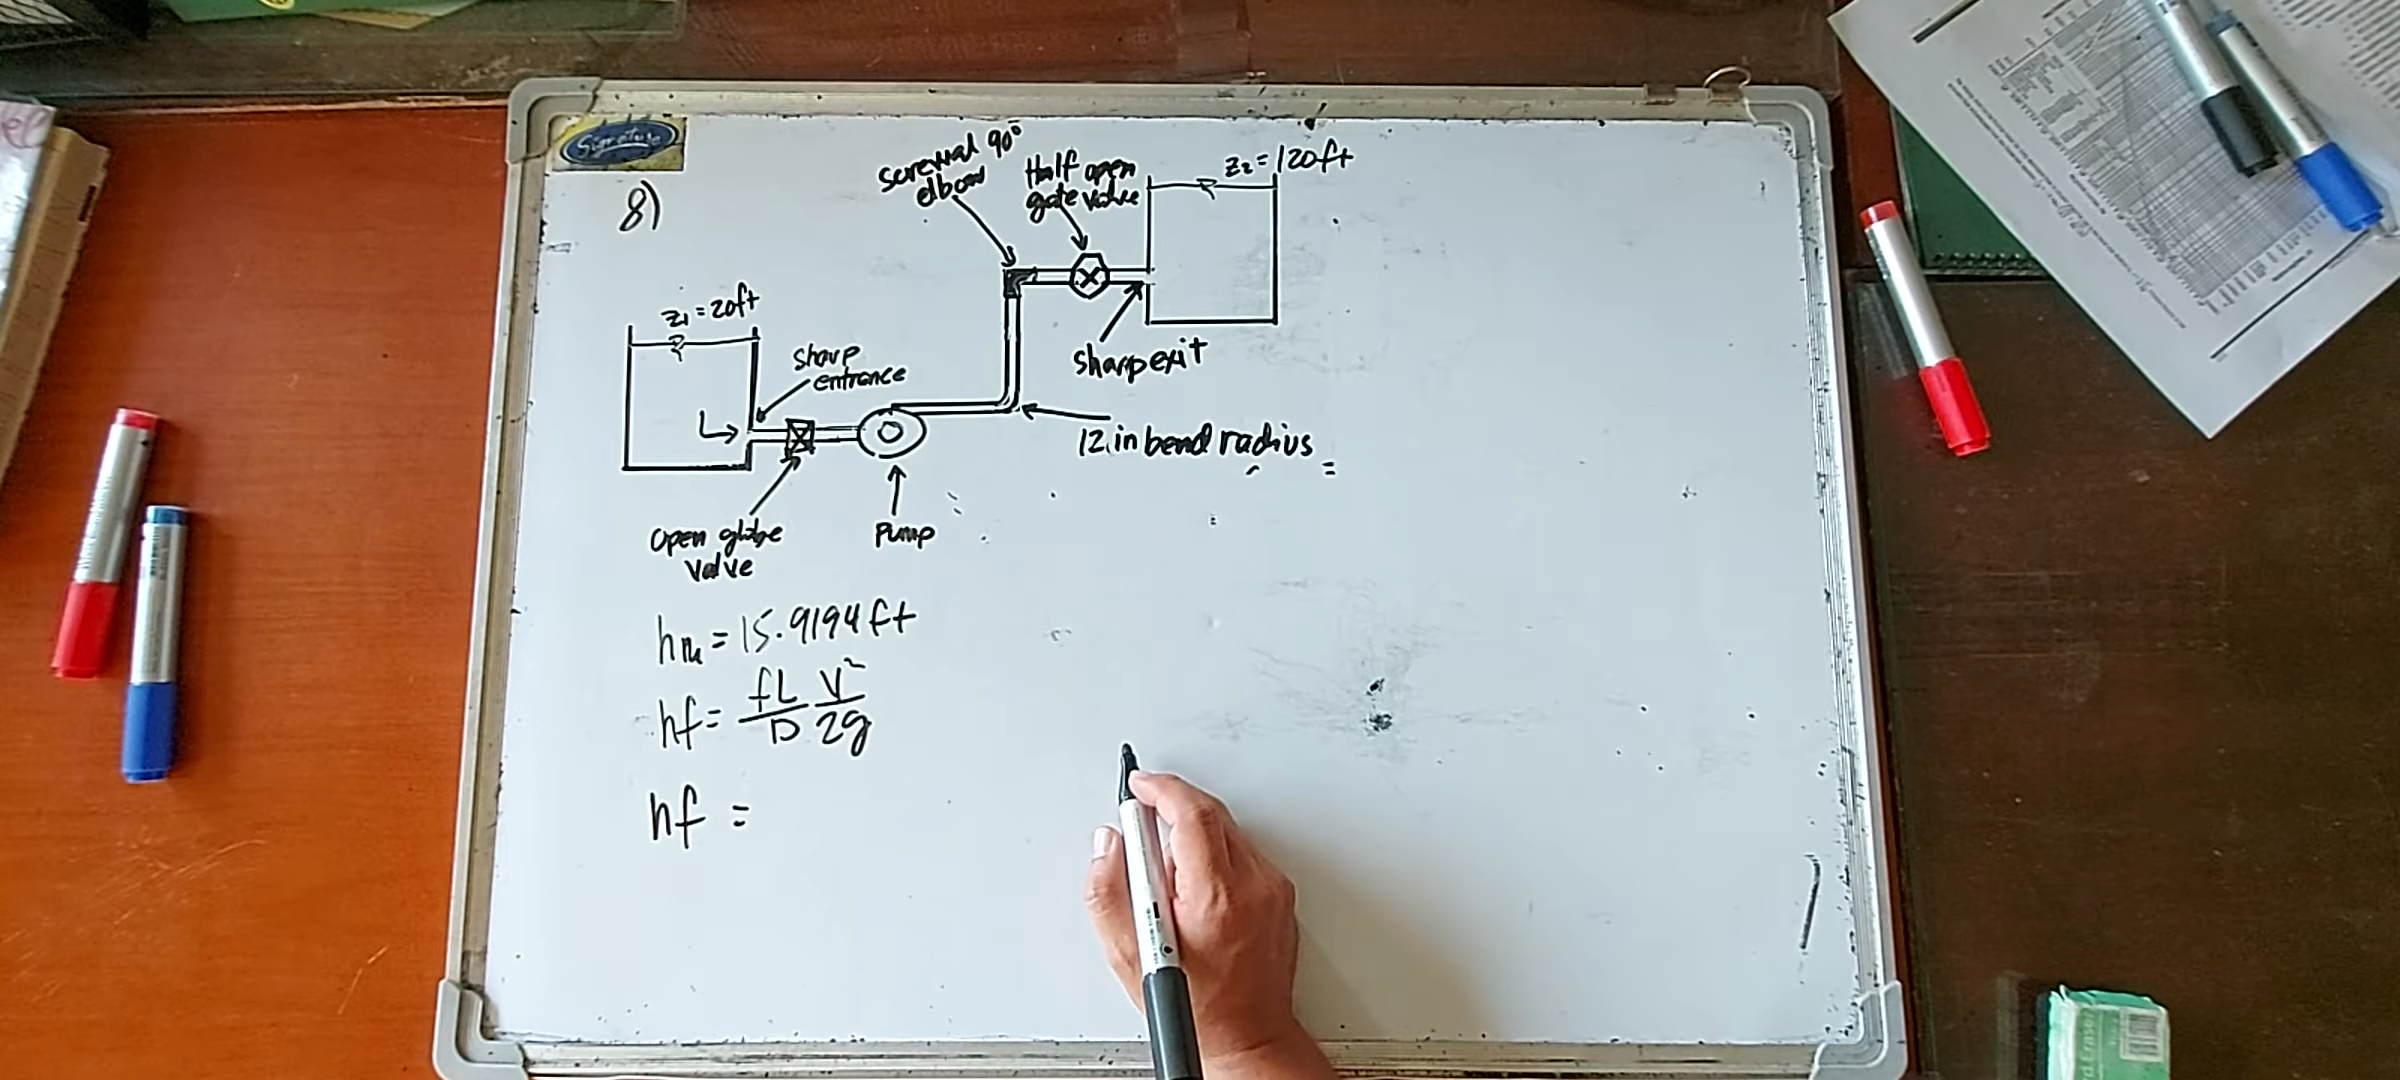 Signature
8)
screwed 90°
elbow
Half open
gate valve
z₂ = 120ft
z₁ = 20ft
sharp
entrance
sharp exit
12 in bend radius =
open globe
valve
Pump
hm = 15.9194 ft
hf = fL/D V²/2g
hf =